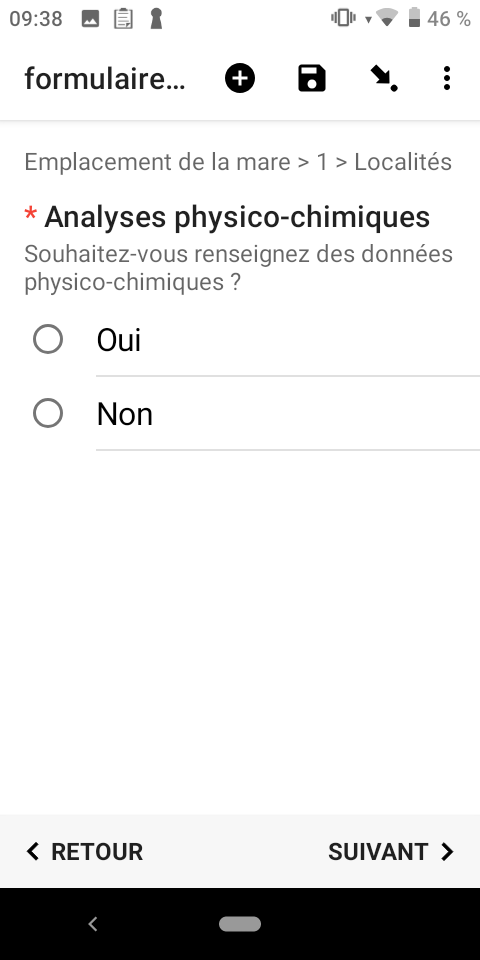 09:38
46 %
formulaire...
Emplacement de la mare > 1 > Localités
* Analyses physico-chimiques
Souhaitez-vous renseignez des données
physico-chimiques ?
Oui
Non
RETOUR
SUIVANT